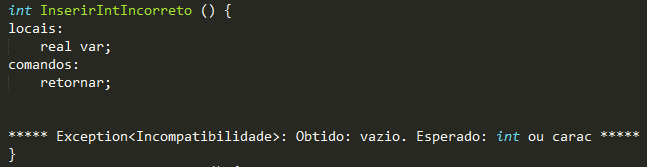 int InserirIntIncorreto () {
locais:
real var;
comandos:
retornar;
***** Exception<Incompatibilidade>: Obtido: vazio. Esperado: int ou carac *****
}